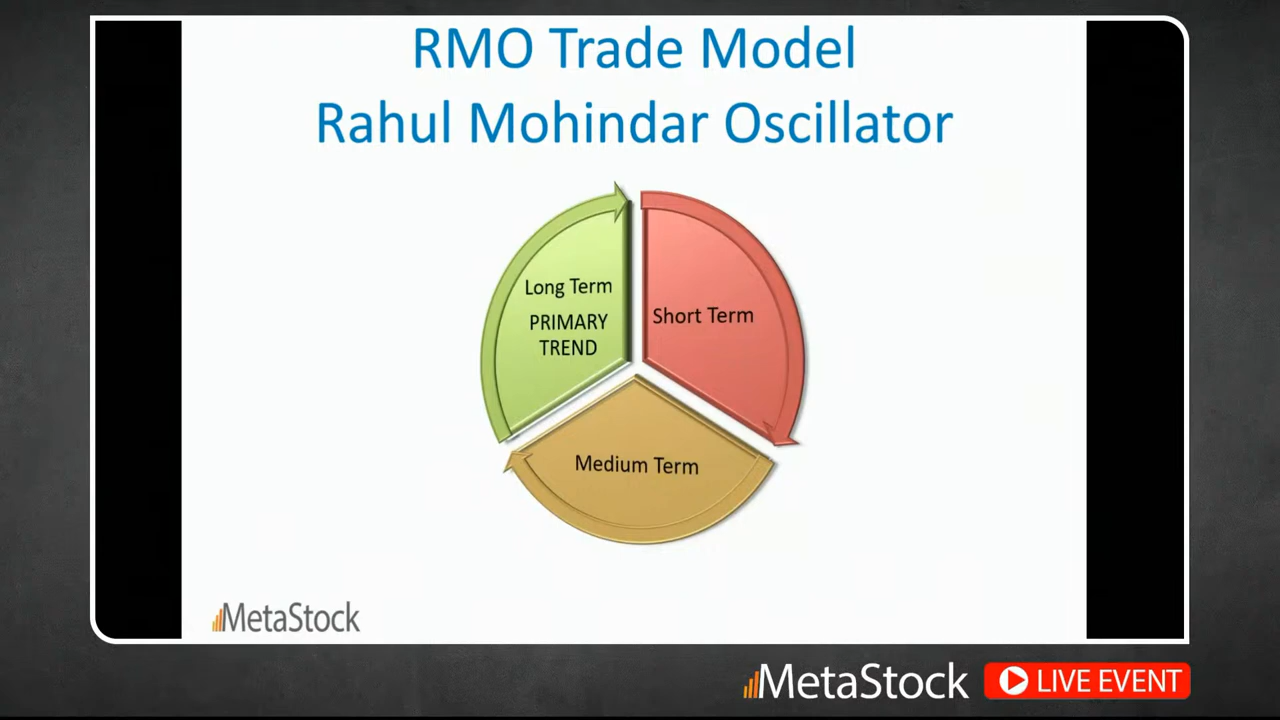 RMO Trade Model
Rahul Mohindar Oscillator
Long Term
PRIMARY
TREND
Short Term
Medium Term
MetaStock
MetaStock LIVE EVENT